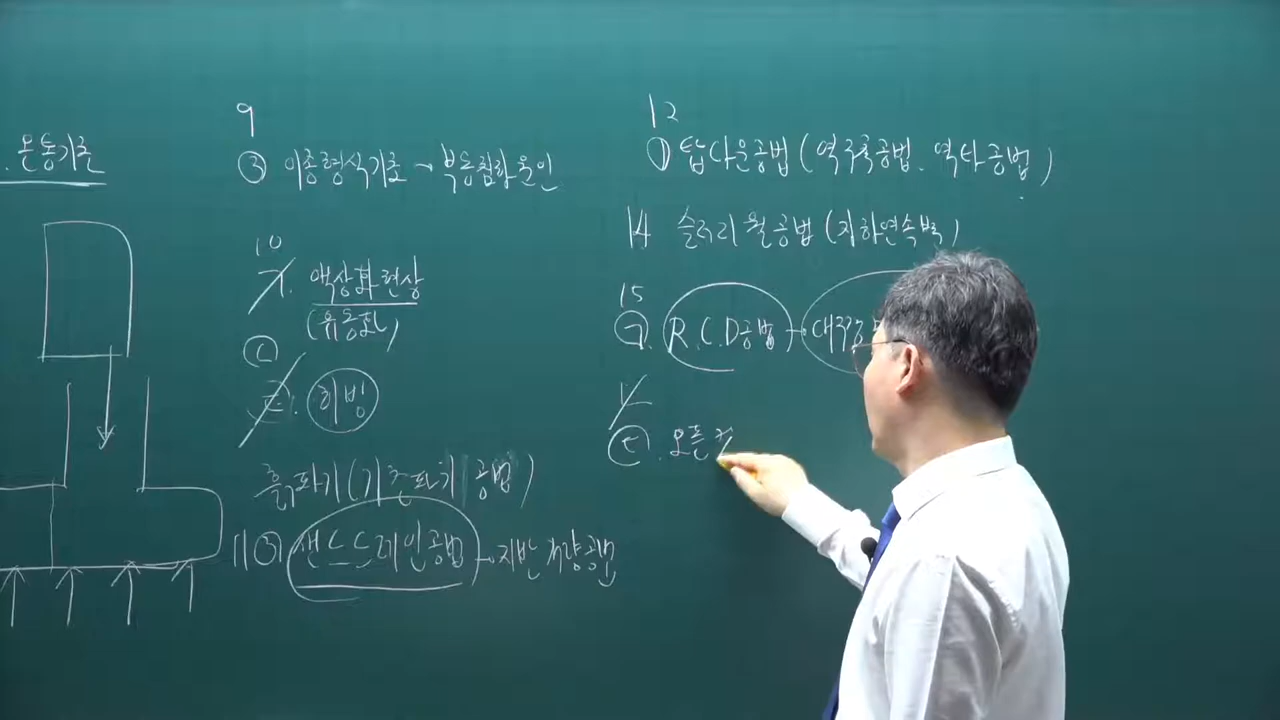 온통기초
9
③ 이종형식기초 → 부동침하 원인
10
ㄱ. 액상화현상
(유동화)
ㄷ
ㄹ. 히빙
흙파기(기초파기 공법)
11 ③ 샌드드레인공법 → 지반개량공법
12
① 탑다운공법(역구축공법, 역타공법)
14 슬러리월공법(지하연속벽)
15
ㄱ. R.C.D공법 → 대구경
ㄷ. 오픈컷